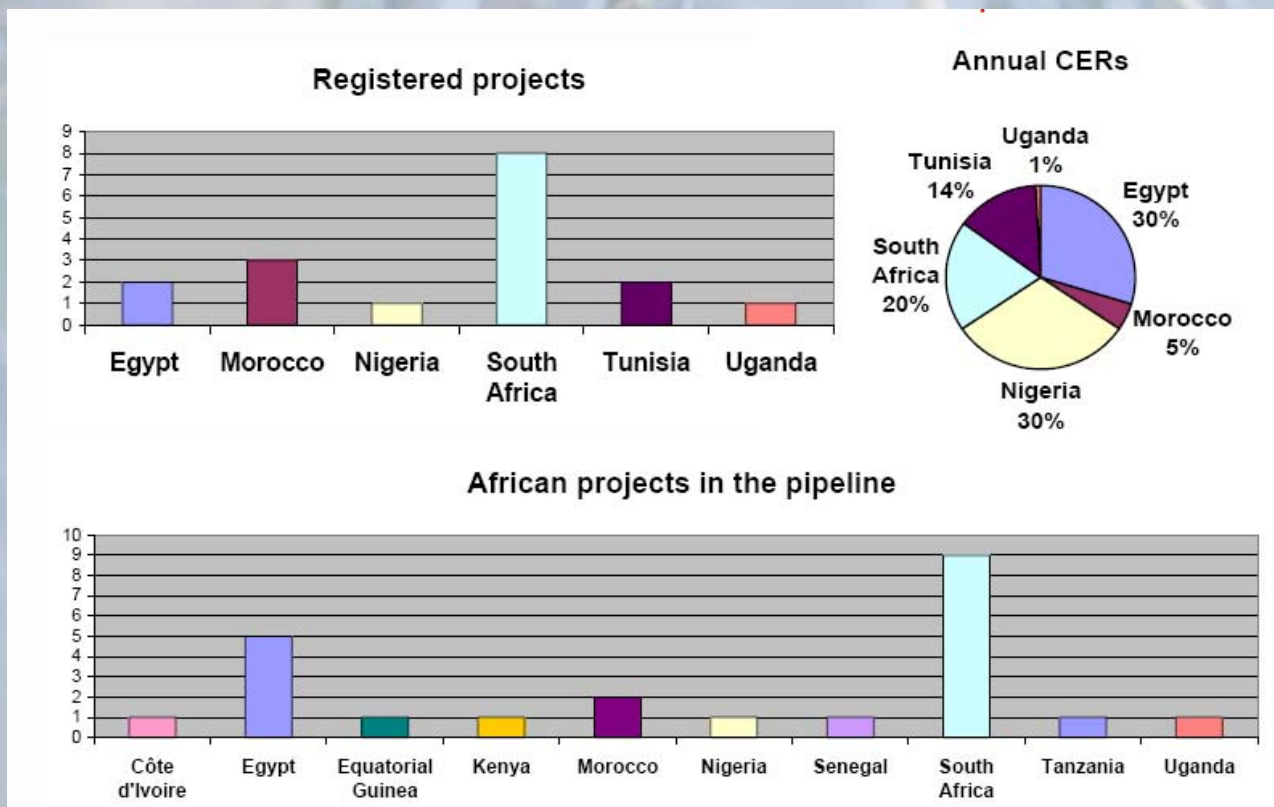 Registered projects
9
8
7
6
5
4
3
2
1
0
Egypt Morocco Nigeria South Tunisia Uganda
Africa
Annual CERs
Uganda
1%
Tunisia
14%
Egypt
30%
South
Africa
20%
Morocco
5%
Nigeria
30%
African projects in the pipeline
10
9
8
7
6
5
4
3
2
1
0
Côte Egypt Equatorial Kenya Morocco Nigeria Senegal South Tanzania Uganda
d'Ivoire Guinea Africa